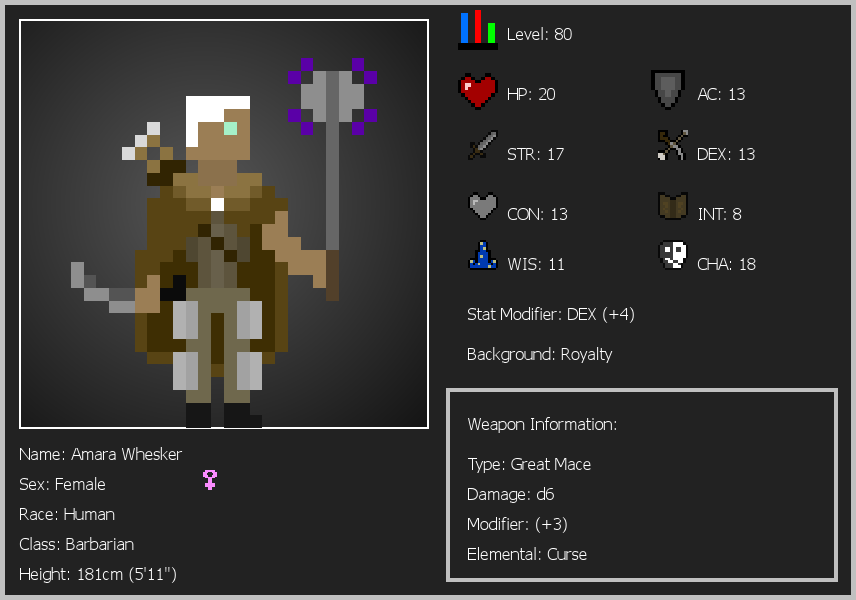 Level: 80
HP: 20
AC: 13
STR: 17
DEX: 13
CON: 13
INT: 8
WIS: 11
CHA: 18
Stat Modifier: DEX (+4)
Background: Royalty
Weapon Information:
Type: Great Mace
Damage: d6
Modifier: (+3)
Elemental: Curse
Name: Amara Whesker
Sex: Female
Race: Human
Class: Barbarian
Height: 181cm (5'11")